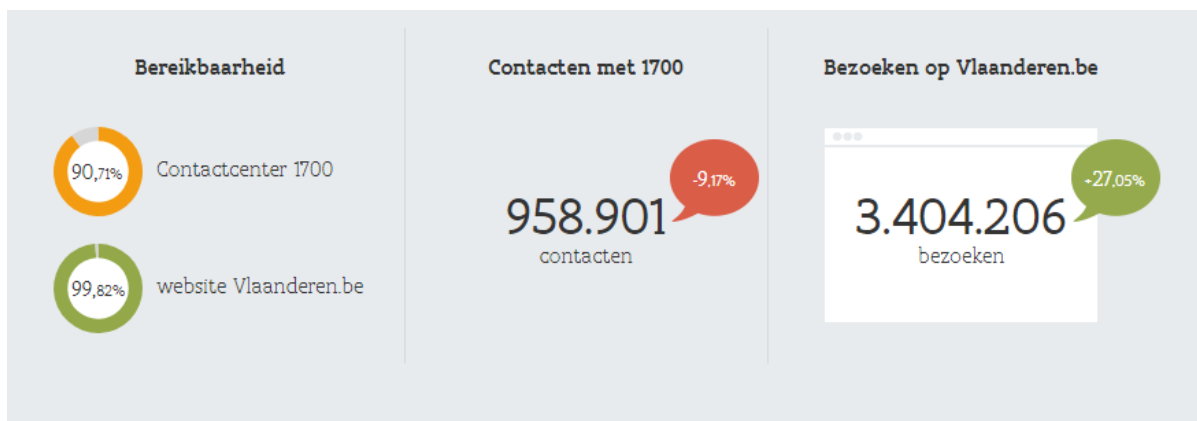 Bereikbaarheid
90,71%
Contactcenter 1700
99,82%
website Vlaanderen.be
Contacten met 1700
-9,17%
958.901
contacten
Bezoeken op Vlaanderen.be
+27,05%
3.404.206
bezoeken